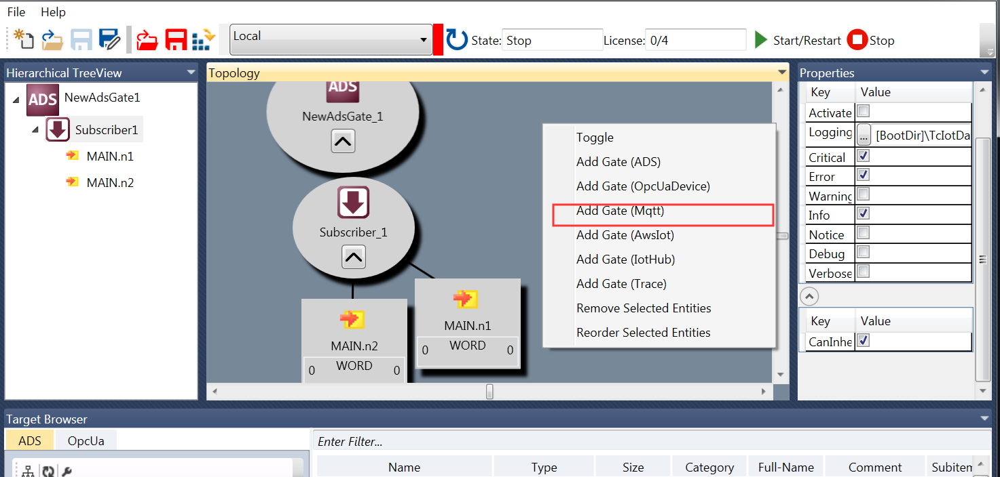 File Help
Local State: Stop License: 0/4 Start/Restart Stop
Hierarchical TreeView
ADS NewAdsGate1
Subscriber1
MAIN.n1
MAIN.n2
Topology
ADS
NewAdsGate_1
Subscriber_1
MAIN.n2
WORD
0 0
MAIN.n1
WORD
0 0
Toggle
Add Gate (ADS)
Add Gate (OpcUaDevice)
Add Gate (Mqtt)
Add Gate (AwsIot)
Add Gate (IotHub)
Add Gate (Trace)
Remove Selected Entities
Reorder Selected Entities
Properties
Key Value
Activate
Logging ... [BootDir]\TcIotDa
Critical
Error
Warning
Info
Notice
Debug
Verbose
Key Value
CanInhe
Target Browser
ADS OpcUa
Enter Filter...
Name Type Size Category Full-Name Comment Subitem